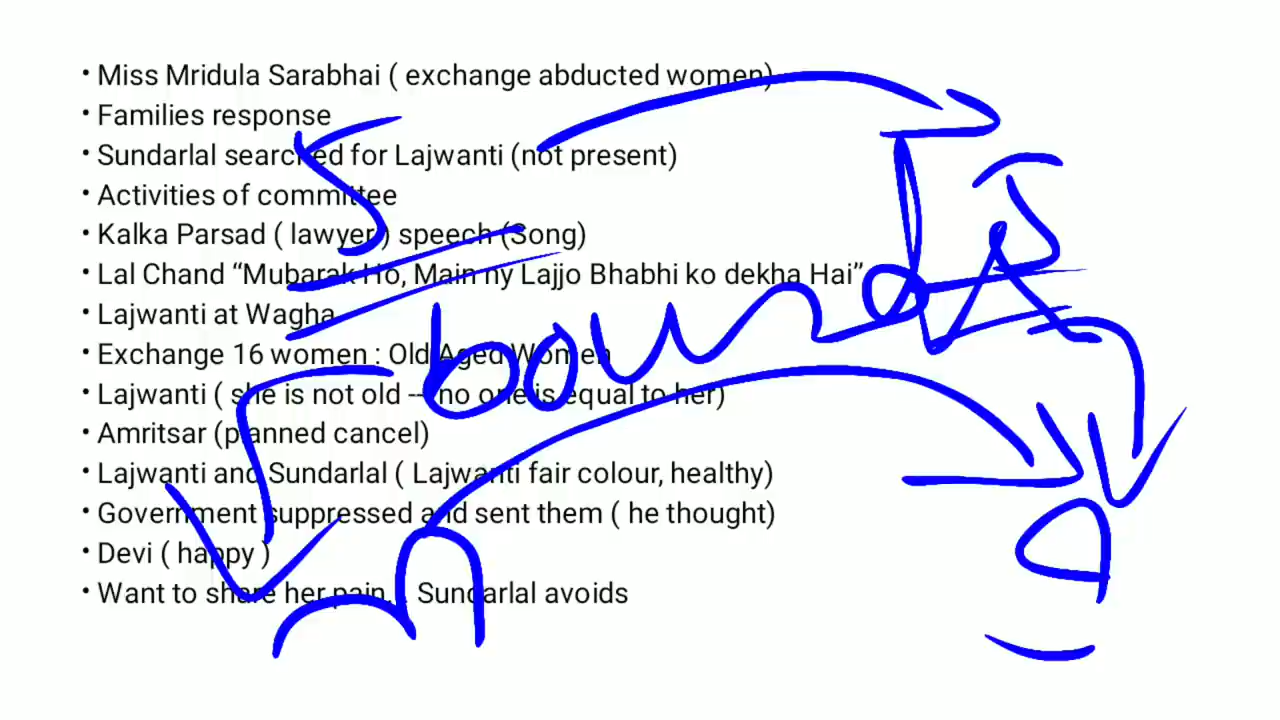 • Miss Mridula Sarabhai ( exchange abducted women)
• Families response
• Sundarlal searched for Lajwanti (not present)
• Activities of committee
• Kalka Parsad ( lawyer ) speech (Song)
• Lal Chand “Mubarak Ho, Main ny Lajjo Bhabhi ko dekha Hai”
• Lajwanti at Wagha
• Exchange 16 women : Old Aged Women
• Lajwanti ( she is not old -- no one is equal to her)
• Amritsar (planned cancel)
• Lajwanti and Sundarlal ( Lajwanti fair colour, healthy)
• Government suppressed and sent them ( he thought)
• Devi ( happy )
• Want to share her pain, Sundarlal avoids
bound